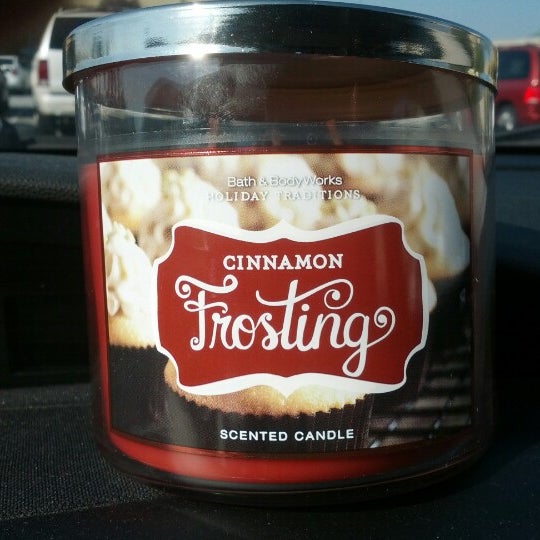 Bath & Body Works
HOLIDAY TRADITIONS
CINNAMON
Frosting
SCENTED CANDLE